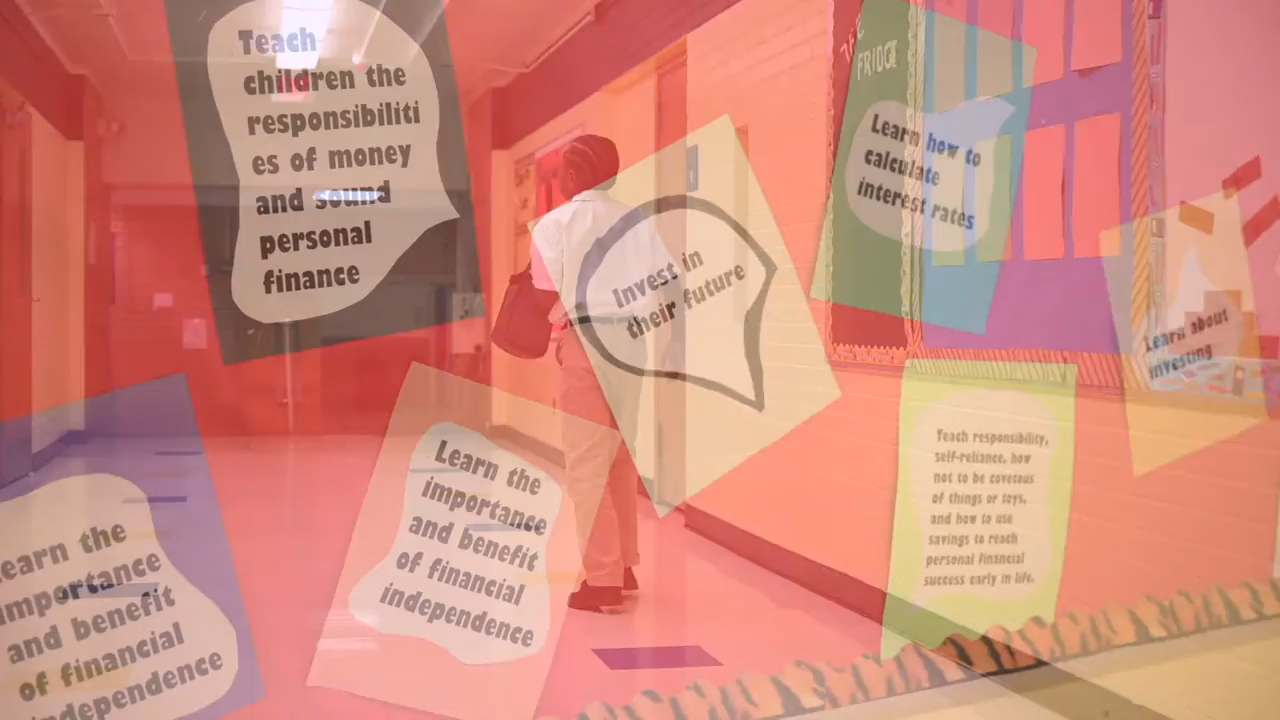 Teach
children the
responsibiliti
es of money
and sound
personal
finance
THE
FRIDGE
Learn how to
calculate
interest rates
Invest in
their future
Learn about
investing
Learn the
importance
and benefit
of financial
independence
Teach responsibility,
self-reliance, how
not to be covetous
of things or toys,
and how to use
savings to reach
personal financial
success early in life.
earn the
importance
and benefit
of financial
independence